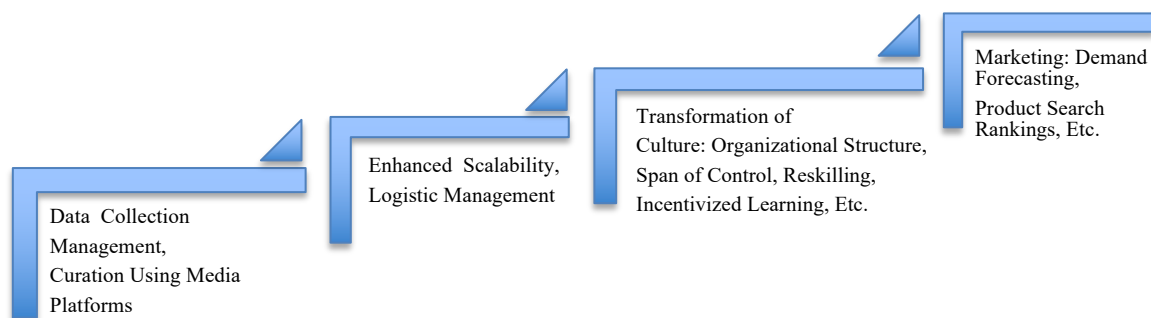 Data Collection
Management,
Curation Using Media
Platforms
Enhanced Scalability,
Logistic Management
Transformation of
Culture: Organizational Structure,
Span of Control, Reskilling,
Incentivized Learning, Etc.
Marketing: Demand
Forecasting,
Product Search
Rankings, Etc.